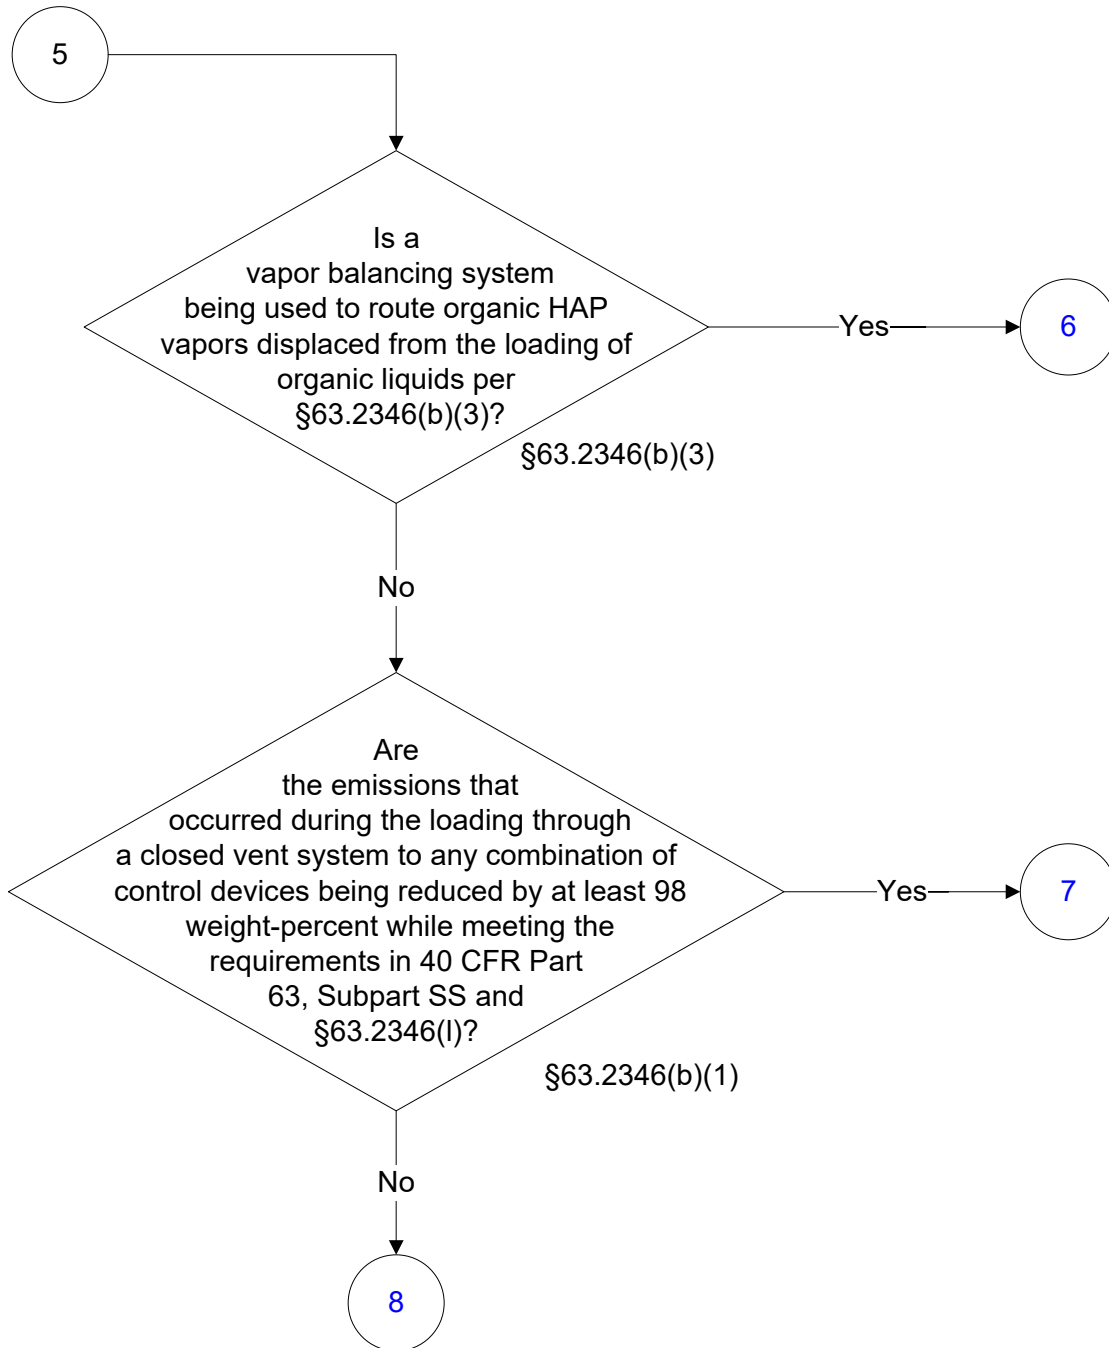 5
Is a
vapor balancing system
being used to route organic HAP
vapors displaced from the loading of
organic liquids per
§63.2346(b)(3)?
§63.2346(b)(3)
Yes
6
No
Are
the emissions that
occurred during the loading through
a closed vent system to any combination of
control devices being reduced by at least 98
weight-percent while meeting the
requirements in 40 CFR Part
63, Subpart SS and
§63.2346(l)?
§63.2346(b)(1)
Yes
7
No
8